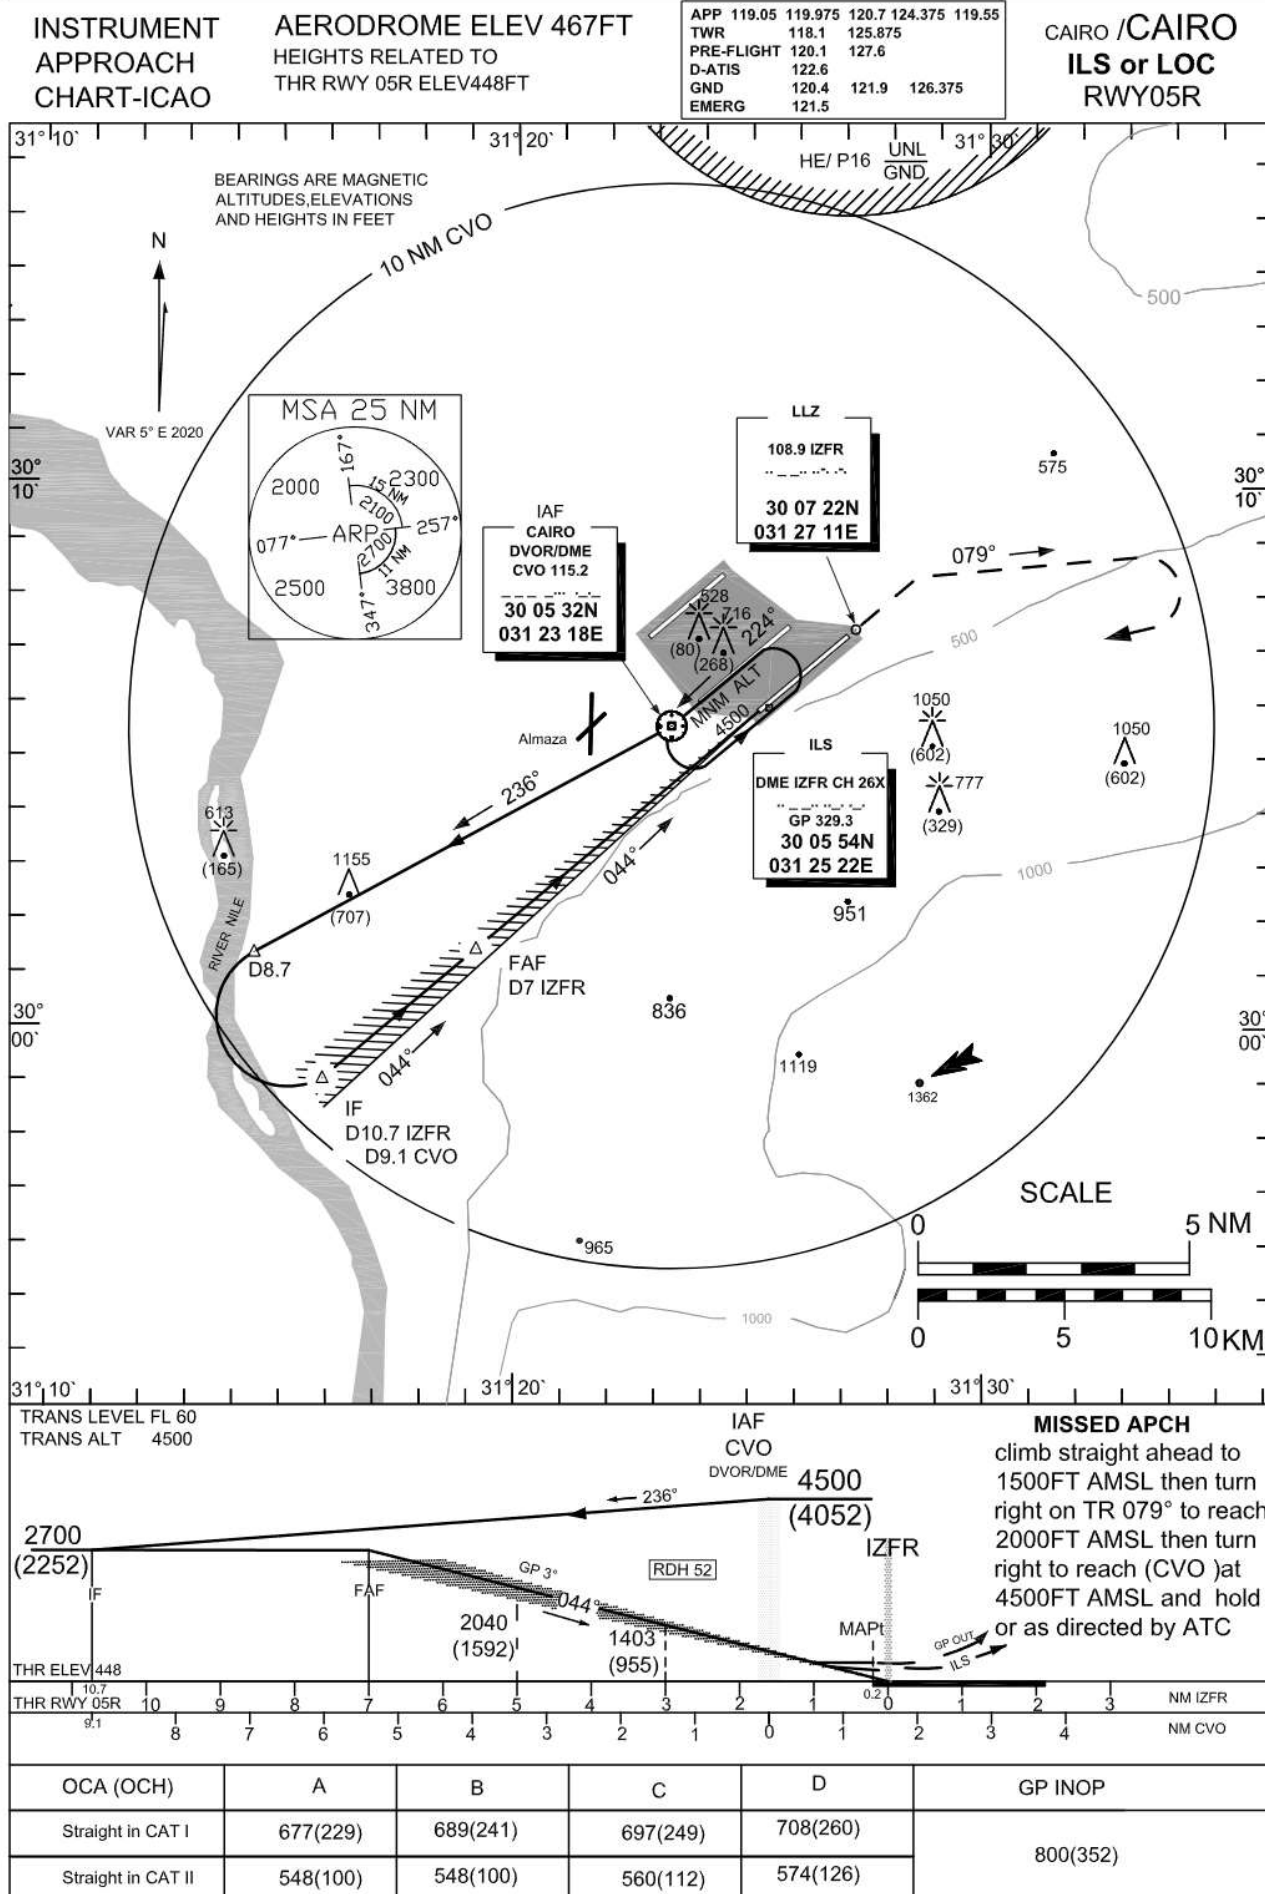 INSTRUMENT
APPROACH
CHART-ICAO
AERODROME ELEV 467FT
HEIGHTS RELATED TO
THR RWY 05R ELEV448FT
APP 119.05 119.975 120.7 124.375 119.55
TWR 118.1 125.875
PRE-FLIGHT 120.1 127.6
D-ATIS 122.6
GND 120.4 121.9 126.375
EMERG 121.5
CAIRO /CAIRO
ILS or LOC
RWY05R
31° 10` 31° 20` 31° 30`
HE/ P16 UNL
GND
BEARINGS ARE MAGNETIC
ALTITUDES,ELEVATIONS
AND HEIGHTS IN FEET
10 NM CVO
N
VAR 5° E 2020
500
MSA 25 NM
167°
2000
15 NM
2300
2100
077°
ARP
257°
2700
11 NM
2500
3800
347°
30°
10`
30°
10`
LLZ
108.9 IZFR
30 07 22N
031 27 11E
575
IAF
CAIRO
DVOR/DME
CVO 115.2
30 05 32N
031 23 18E
079°
528
716
224°
(80)
(268)
MNM ALT
4500
500
Almaza
1050
(602)
1050
(602)
777
(329)
ILS
DME IZFR CH 26X
GP 329.3
30 05 54N
031 25 22E
236°
613
(165)
1155
(707)
044°
1000
951
RIVER NILE
D8.7
FAF
D7 IZFR
836
30°
00`
30°
00`
044°
1119
1362
IF
D10.7 IZFR
D9.1 CVO
SCALE
0 5 NM
0 5 10KM
965
1000
31° 10` 31° 20` 31° 30`
TRANS LEVEL FL 60
TRANS ALT 4500
IAF
CVO
DVOR/DME
4500
(4052)
236°
2700
(2252)
IF
FAF
GP 3°
044°
RDH 52
IZFR
2040
(1592)
1403
(955)
MAPt
GP OUT
ILS
MISSED APCH
climb straight ahead to
1500FT AMSL then turn
right on TR 079° to reach
2000FT AMSL then turn
right to reach (CVO )at
4500FT AMSL and hold
or as directed by ATC
THR ELEV 448
THR RWY 05R
10.7 10 9 8 7 6 5 4 3 2 1 0.2 0 1 2 3 NM IZFR
9.1 8 7 6 5 4 3 2 1 0 1 2 3 4 NM CVO
OCA (OCH) A B C D GP INOP
Straight in CAT I 677(229) 689(241) 697(249) 708(260) 800(352)
Straight in CAT II 548(100) 548(100) 560(112) 574(126)